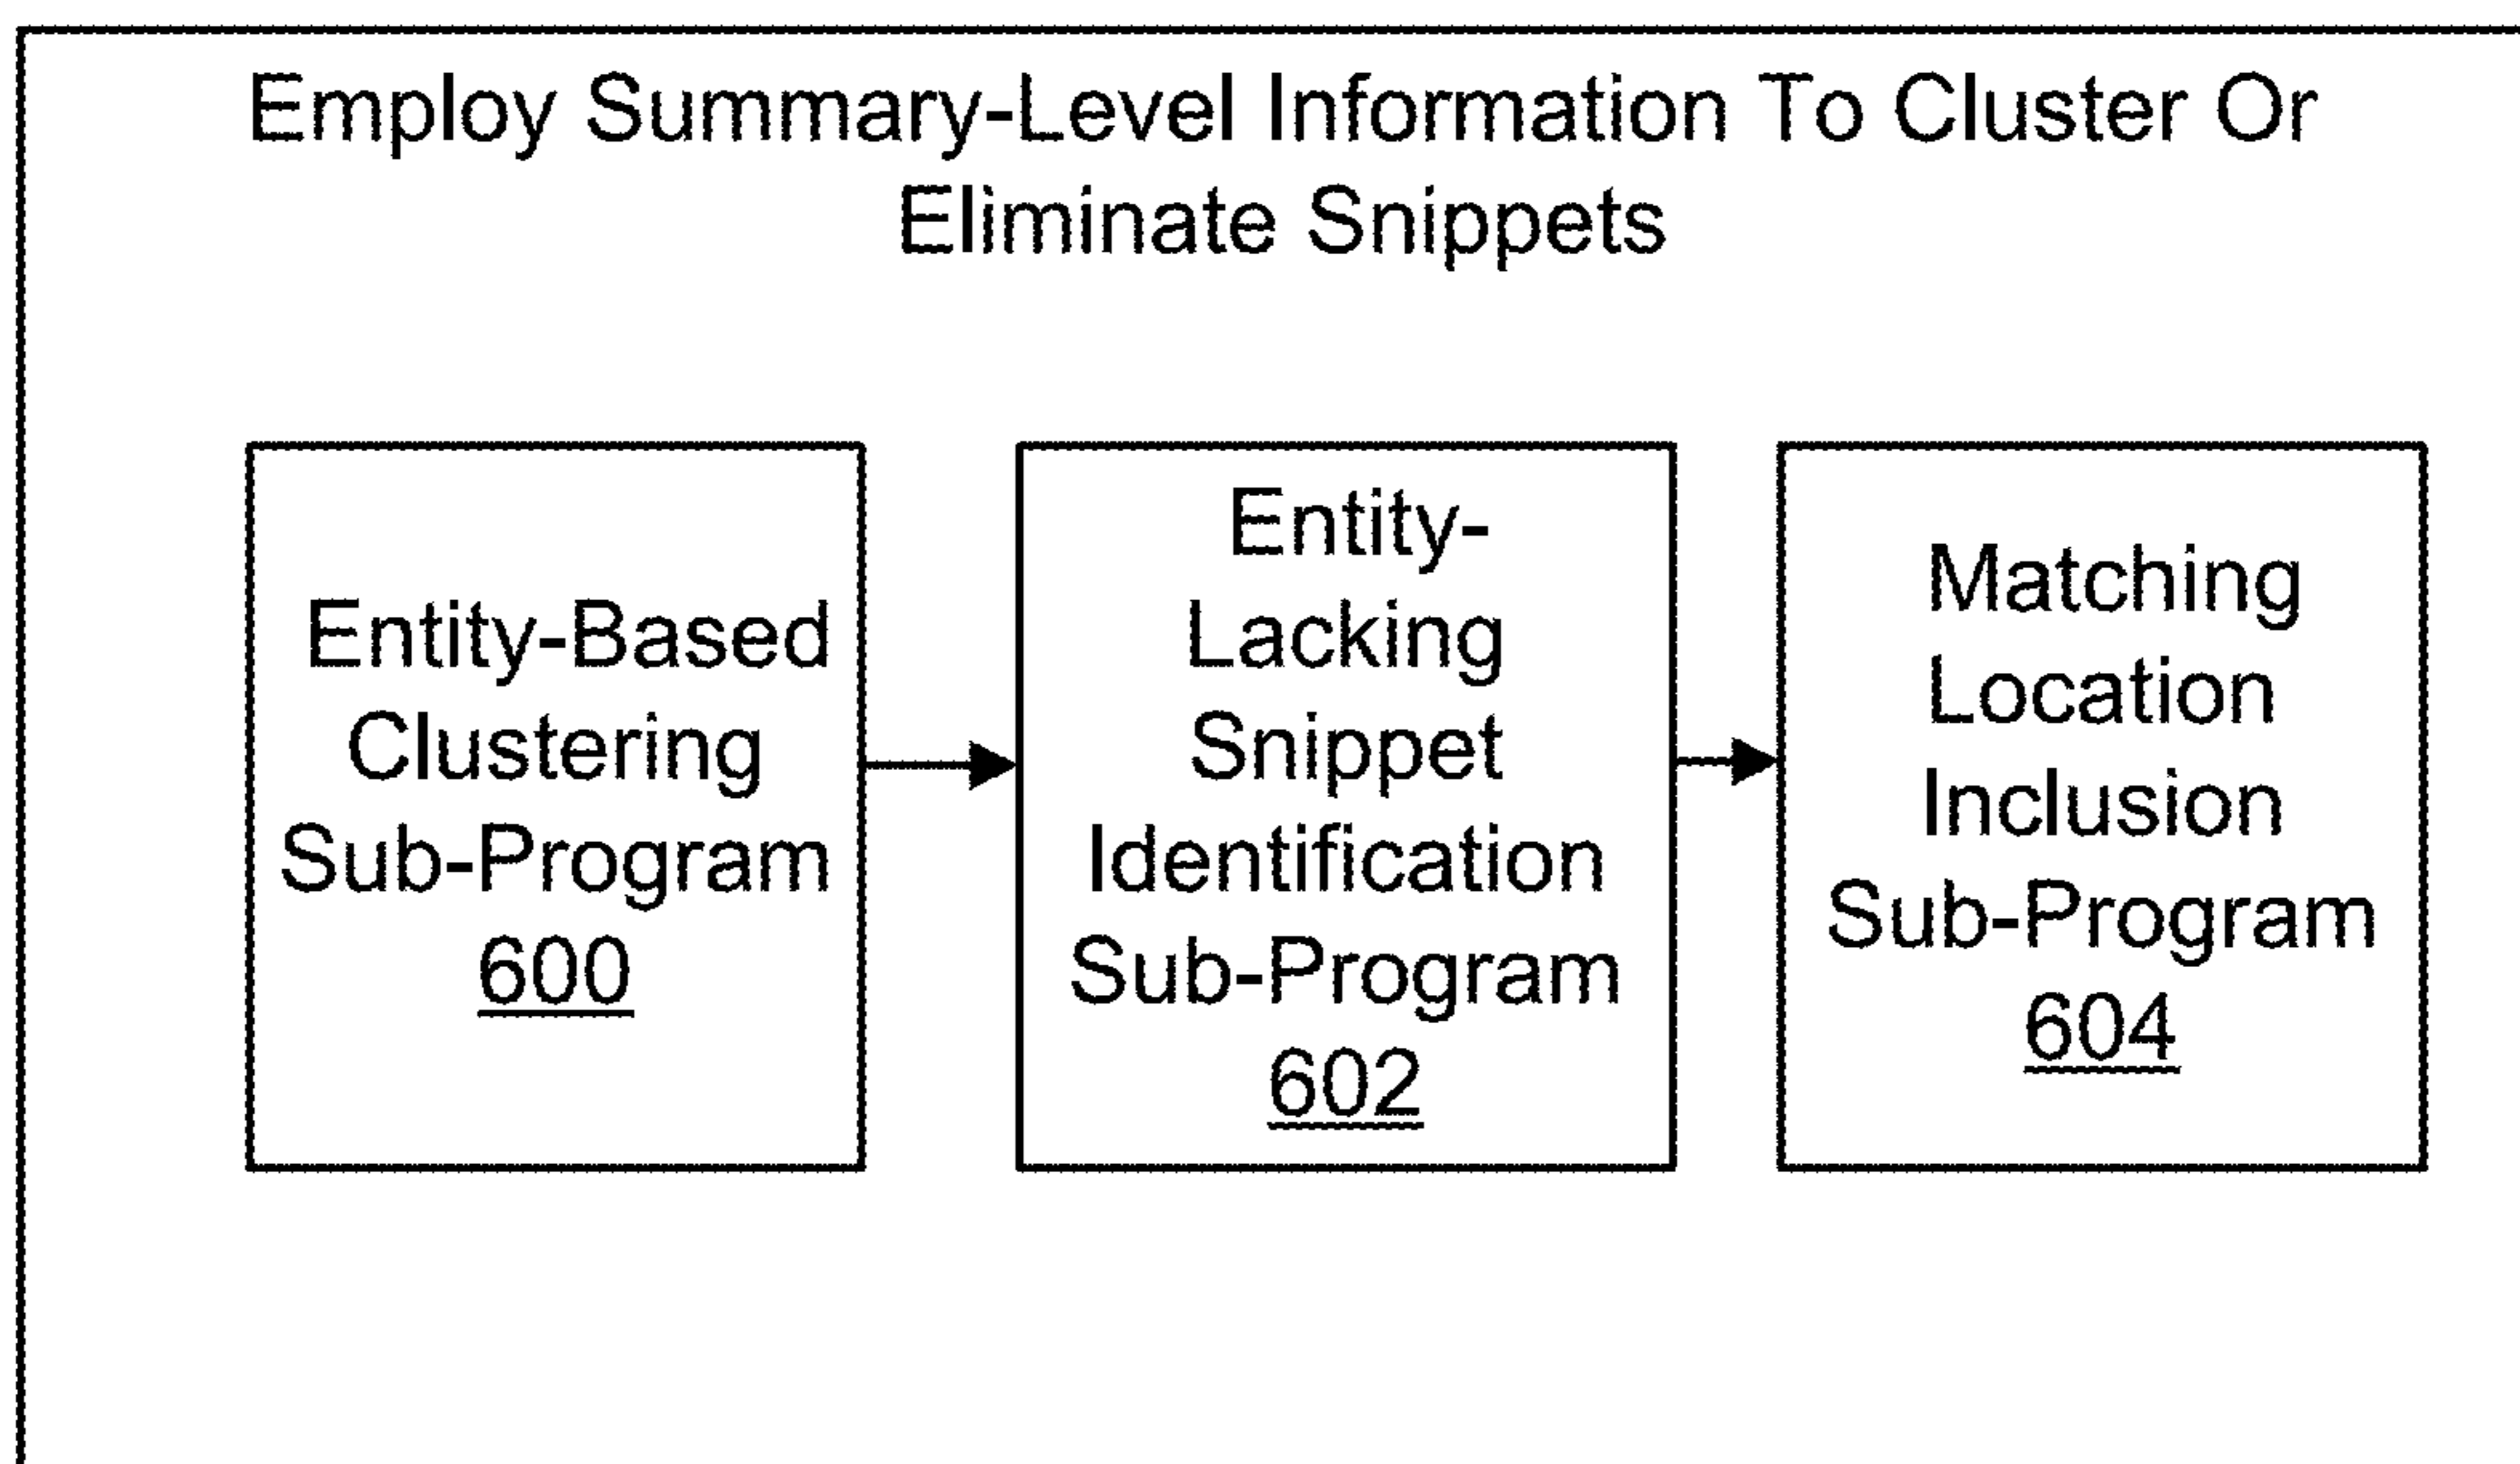 Employ Summary-Level Information To Cluster Or
Eliminate Snippets
Entity-Based
Clustering
Sub-Program
600
Entity-
Lacking
Snippet
Identification
Sub-Program
602
Matching
Location
Inclusion
Sub-Program
604